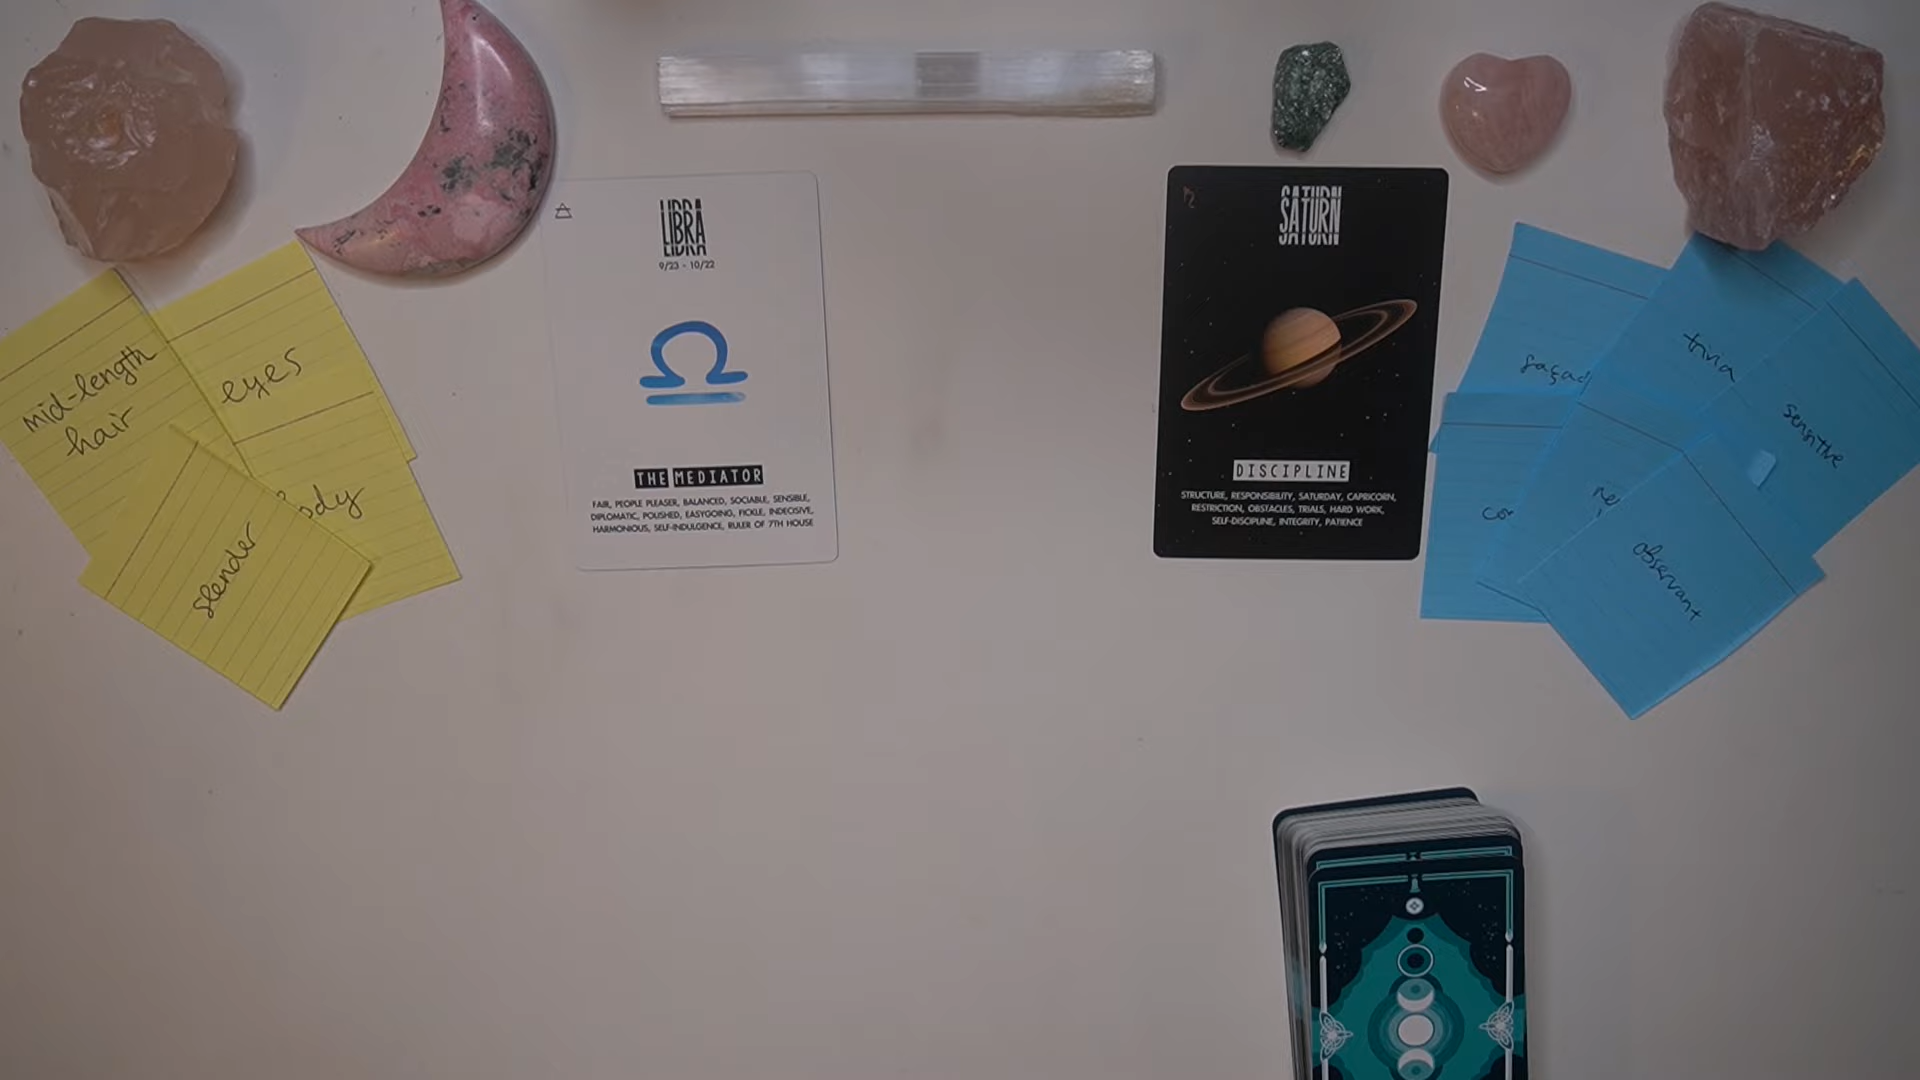 mid-length
hair
eyes
body
slender
LIBRA
9/23 - 10/22
THE MEDIATOR
FAIR, PEOPLE PLEASER, BALANCED, SOCIABLE, SENSIBLE,
DIPLOMATIC, POLISHED, EASYGOING, FICKLE, INDECISIVE,
HARMONIOUS, SELF-INDULGENCE, RULER OF 7TH HOUSE
SATURN
DISCIPLINE
STRUCTURE, RESPONSIBILITY, SATURDAY, CAPRICORN,
RESTRICTION, OBSTACLES, TRIALS, HARD WORK,
SELF-DISCIPLINE, INTEGRITY, PATIENCE
trivia
sensitive
observant